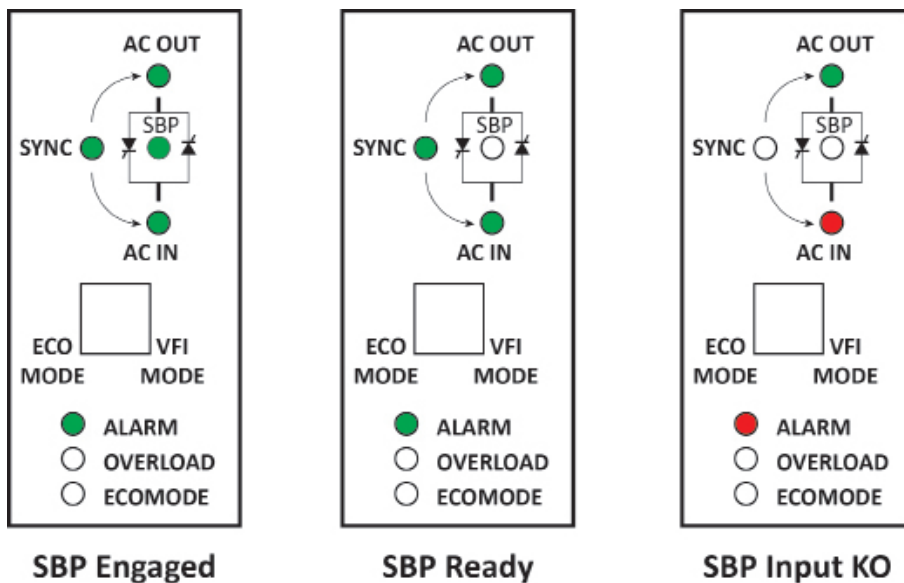 AC OUT
SBP
SYNC
AC IN
ECO MODE
VFI MODE
ALARM
OVERLOAD
ECOMODE
SBP Engaged
AC OUT
SBP
SYNC
AC IN
ECO MODE
VFI MODE
ALARM
OVERLOAD
ECOMODE
SBP Ready
AC OUT
SBP
SYNC
AC IN
ECO MODE
VFI MODE
ALARM
OVERLOAD
ECOMODE
SBP Input KO